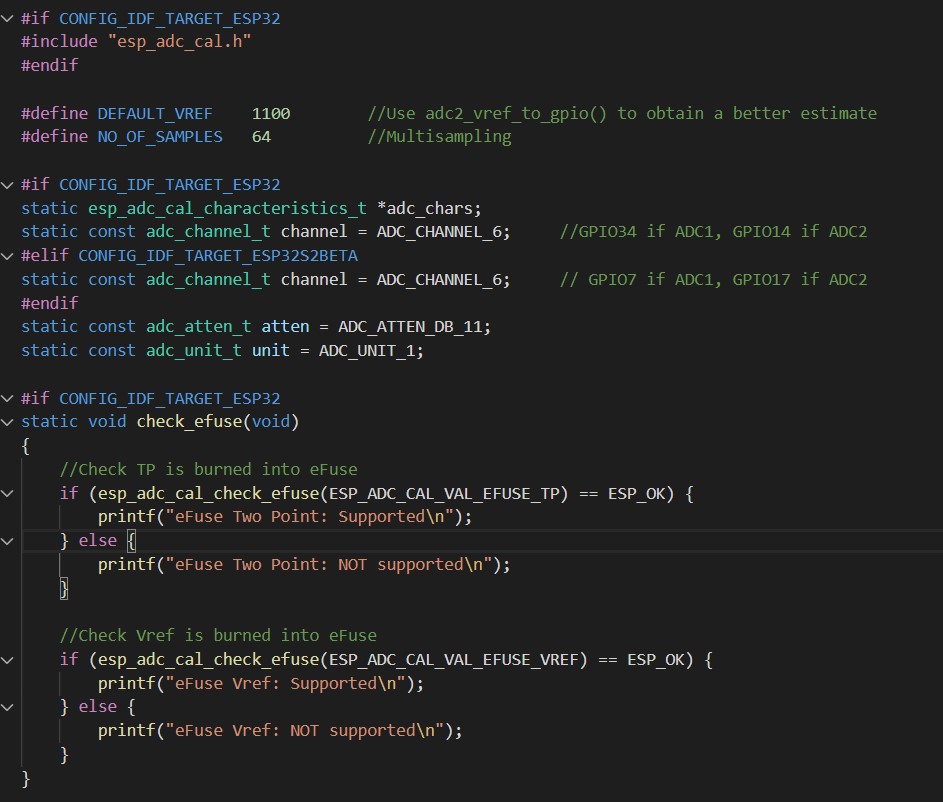 #if CONFIG_IDF_TARGET_ESP32
#include "esp_adc_cal.h"
#endif

#define DEFAULT_VREF    1100        //Use adc2_vref_to_gpio() to obtain a better estimate
#define NO_OF_SAMPLES   64          //Multisampling

#if CONFIG_IDF_TARGET_ESP32
static esp_adc_cal_characteristics_t *adc_chars;
static const adc_channel_t channel = ADC_CHANNEL_6;     //GPIO34 if ADC1, GPIO14 if ADC2
#elif CONFIG_IDF_TARGET_ESP32S2BETA
static const adc_channel_t channel = ADC_CHANNEL_6;     // GPIO7 if ADC1, GPIO17 if ADC2
#endif
static const adc_atten_t atten = ADC_ATTEN_DB_11;
static const adc_unit_t unit = ADC_UNIT_1;

#if CONFIG_IDF_TARGET_ESP32
static void check_efuse(void)
{
    //Check TP is burned into eFuse
    if (esp_adc_cal_check_efuse(ESP_ADC_CAL_VAL_EFUSE_TP) == ESP_OK) {
        printf("eFuse Two Point: Supported\n");
    } else {
        printf("eFuse Two Point: NOT supported\n");
    }

    //Check Vref is burned into eFuse
    if (esp_adc_cal_check_efuse(ESP_ADC_CAL_VAL_EFUSE_VREF) == ESP_OK) {
        printf("eFuse Vref: Supported\n");
    } else {
        printf("eFuse Vref: NOT supported\n");
    }
}